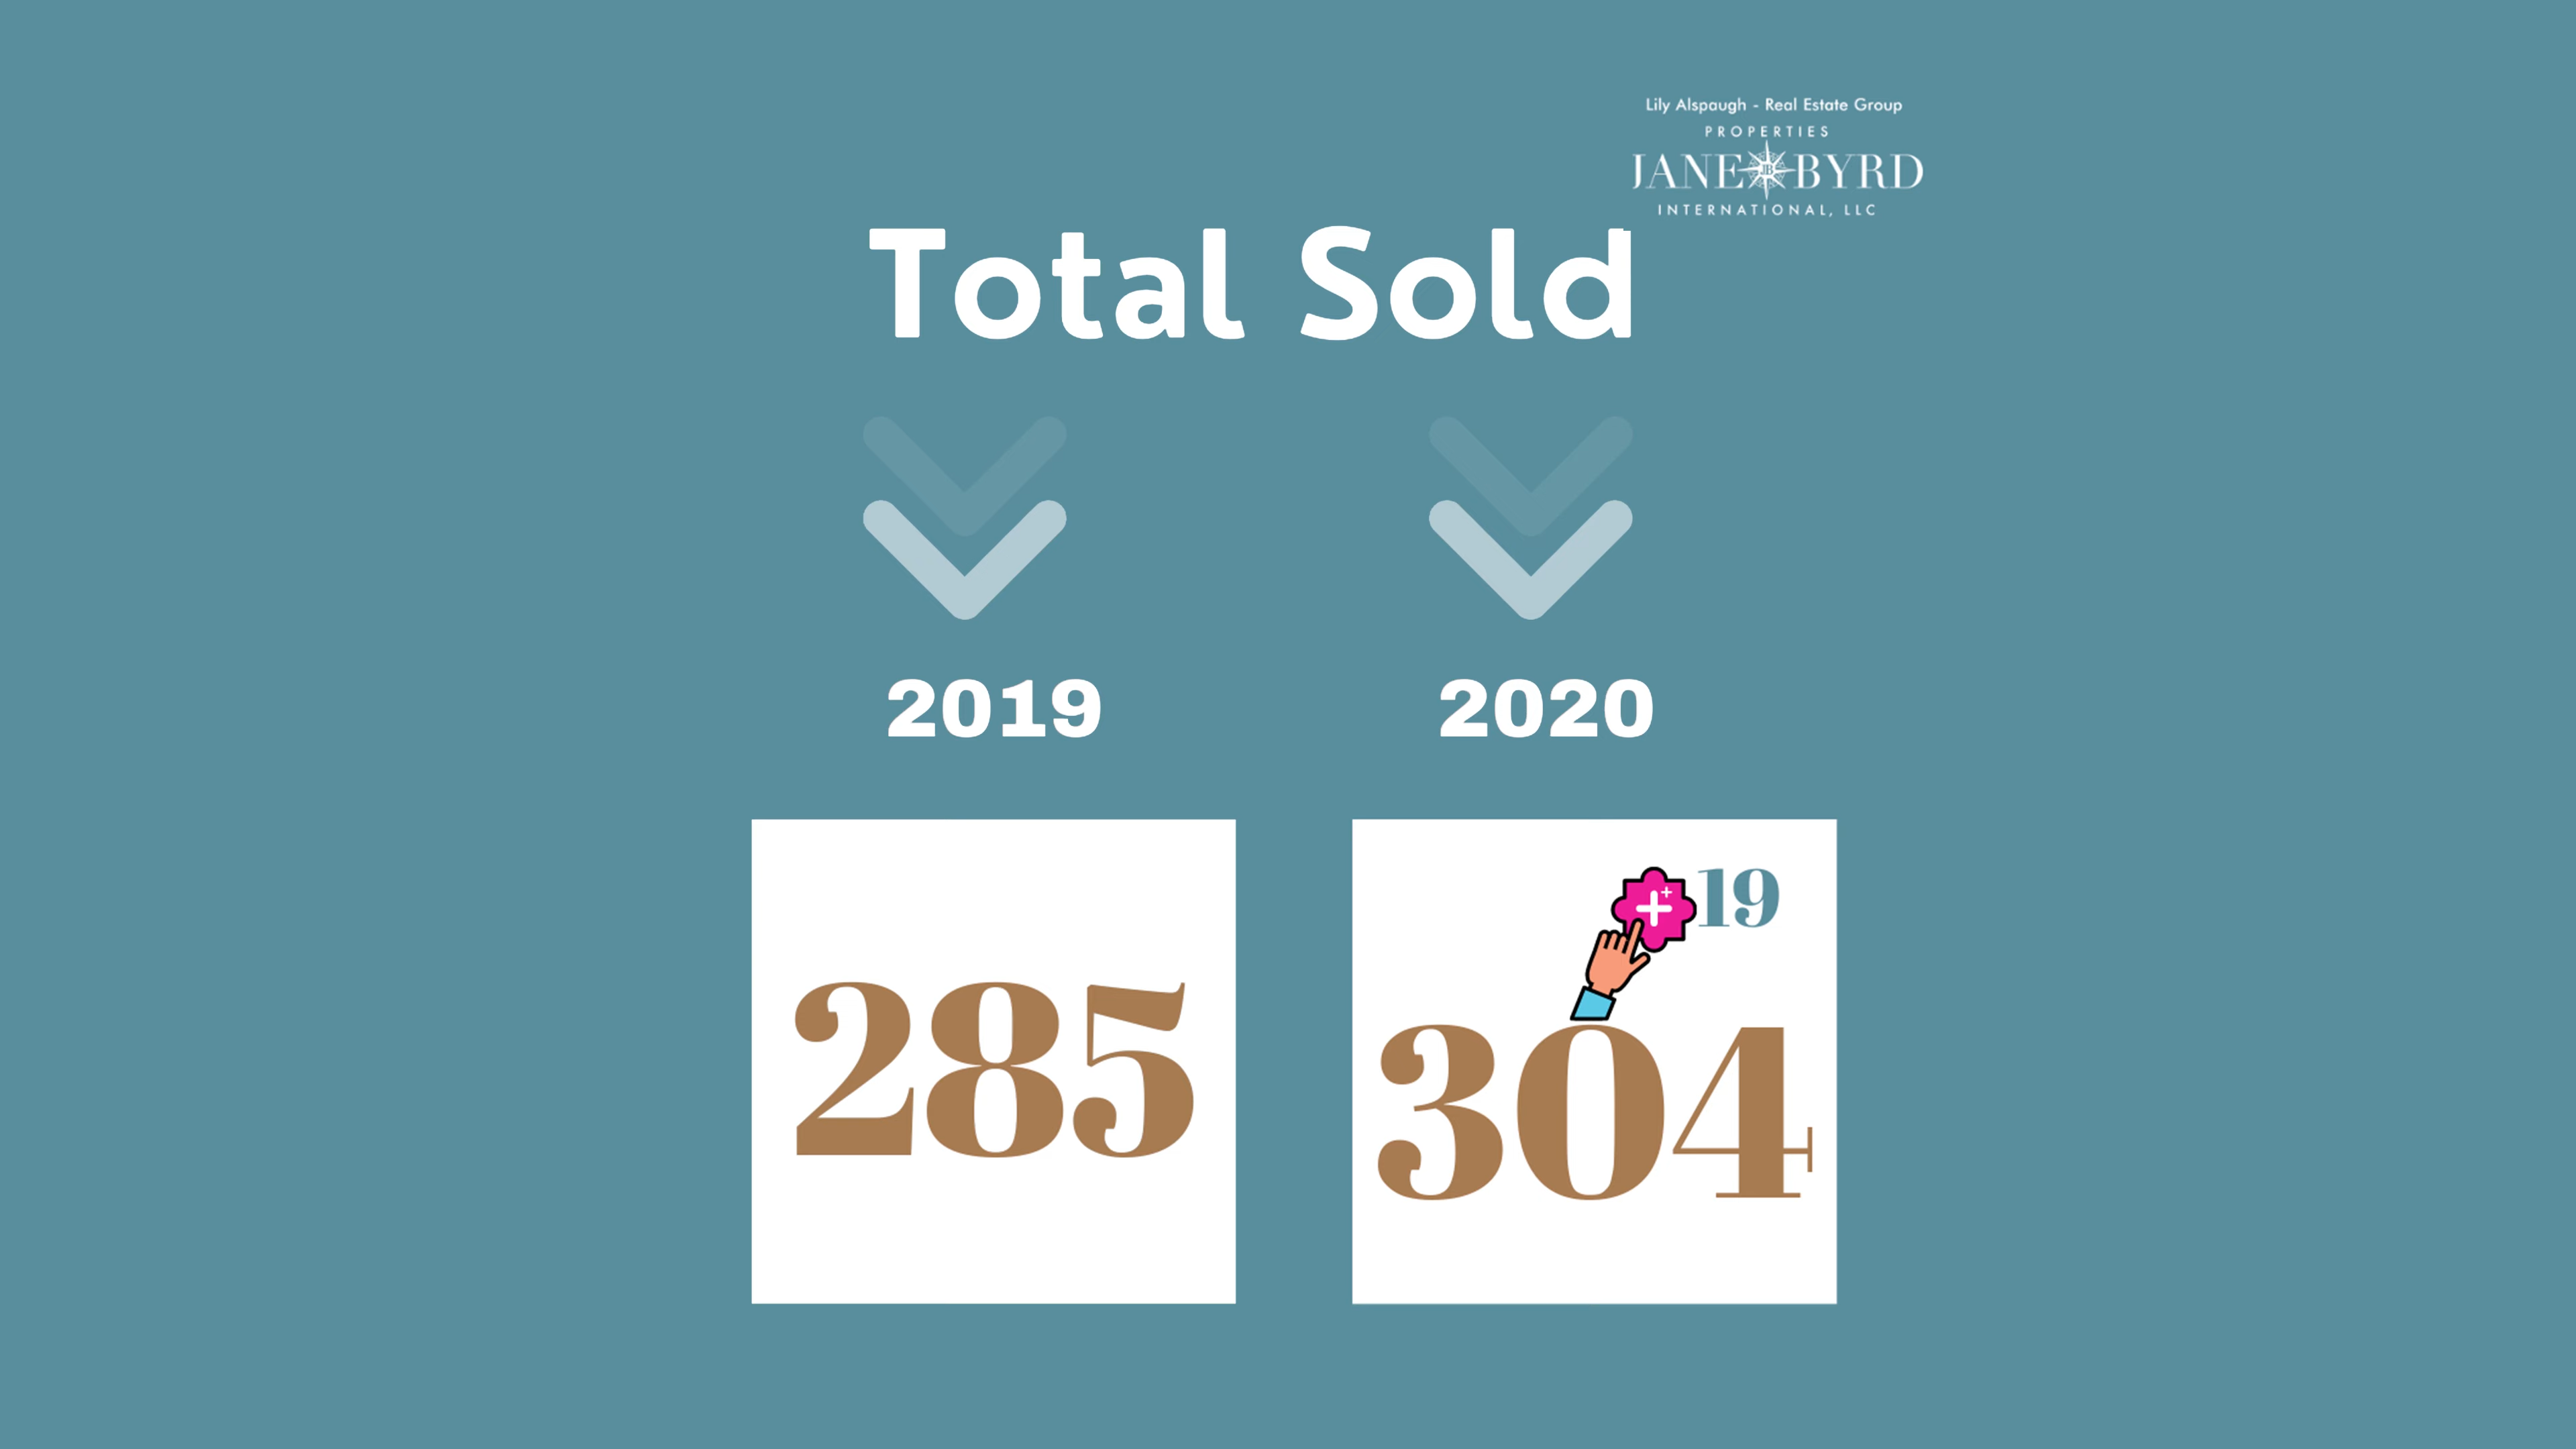 Lily Alspaugh - Real Estate Group
PROPERTIES
JANE BYRD
INTERNATIONAL, LLC
Total Sold
2019
2020
285
+ 19
304